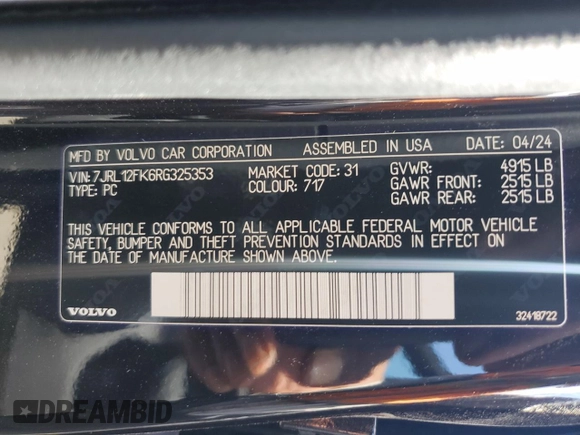 MFD BY VOLVO CAR CORPORATION ASSEMBLED IN USA DATE: 04/24
VIN: 7JRL12FK6RG325353 MARKET CODE: 31 GVWR: 4915 LB
TYPE: PC COLOUR: 717 GAWR FRONT: 2515 LB
GAWR REAR: 2515 LB
THIS VEHICLE CONFORMS TO ALL APPLICABLE FEDERAL MOTOR VEHICLE
SAFETY, BUMPER AND THEFT PREVENTION STANDARDS IN EFFECT ON
THE DATE OF MANUFACTURE SHOWN ABOVE.
VOLVO 32418722
DREAMBID